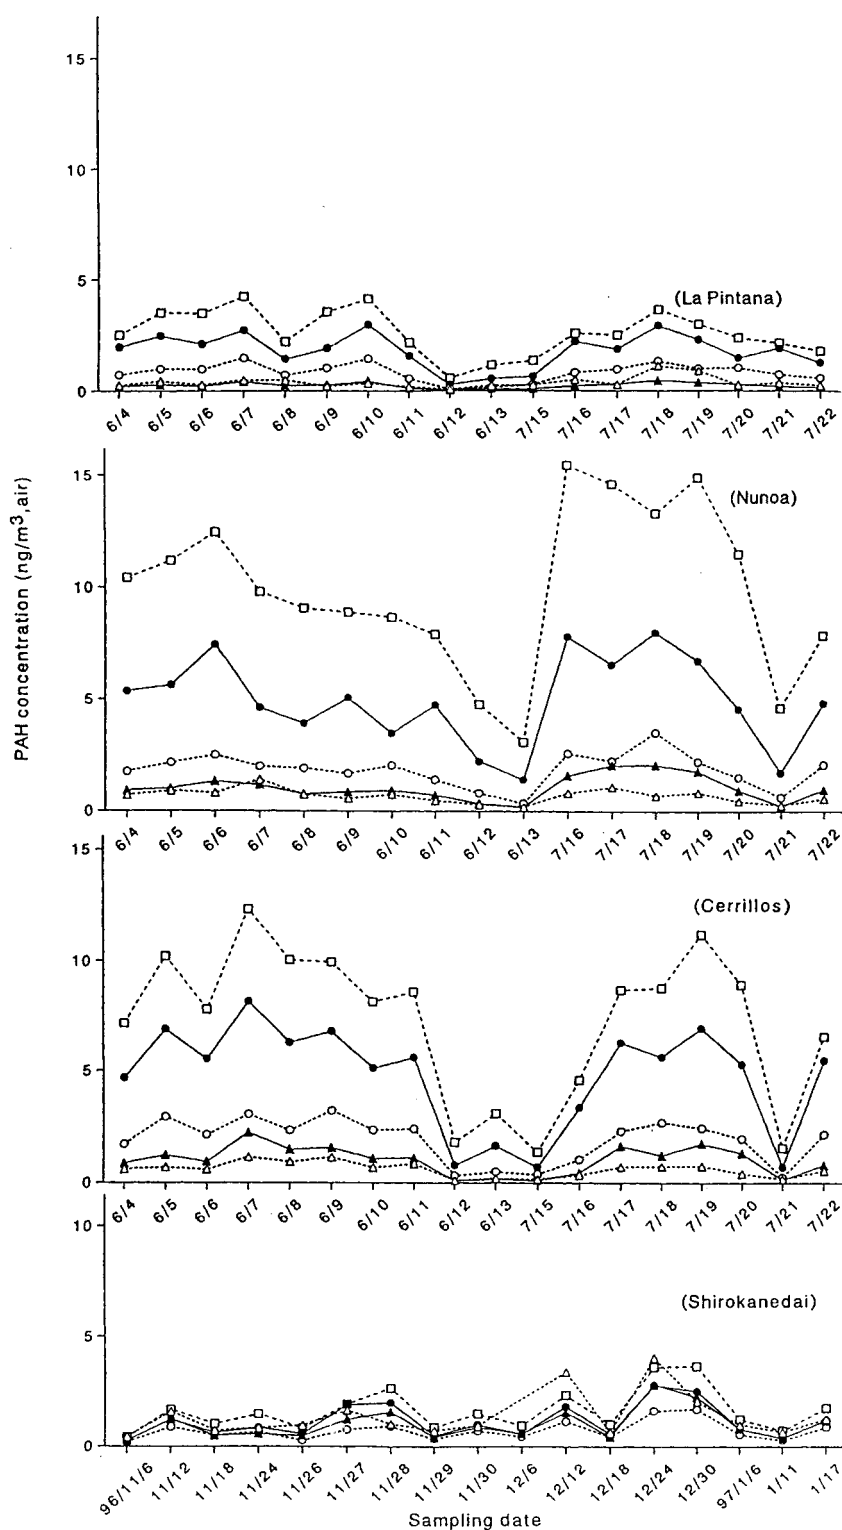 15
10
5
0
(La Pintana)
6/4 6/5 6/6 6/7 6/8 6/9 6/10 6/11 6/12 6/13 7/15 7/16 7/17 7/18 7/19 7/20 7/21 7/22
PAH concentration (ng/m3,air)
15
10
5
0
(Nunoa)
6/4 6/5 6/6 6/7 6/8 6/9 6/10 6/11 6/12 6/13 7/16 7/17 7/18 7/19 7/20 7/21 7/22
15
10
5
0
(Cerrillos)
6/4 6/5 6/6 6/7 6/8 6/9 6/10 6/11 6/12 6/13 7/15 7/16 7/17 7/18 7/19 7/20 7/21 7/22
10
5
0
(Shirokanedai)
96/11/6 11/12 11/18 11/24 11/26 11/27 11/28 11/29 11/30 12/6 12/12 12/18 12/24 12/30 97/1/6 1/11 1/17
Sampling date